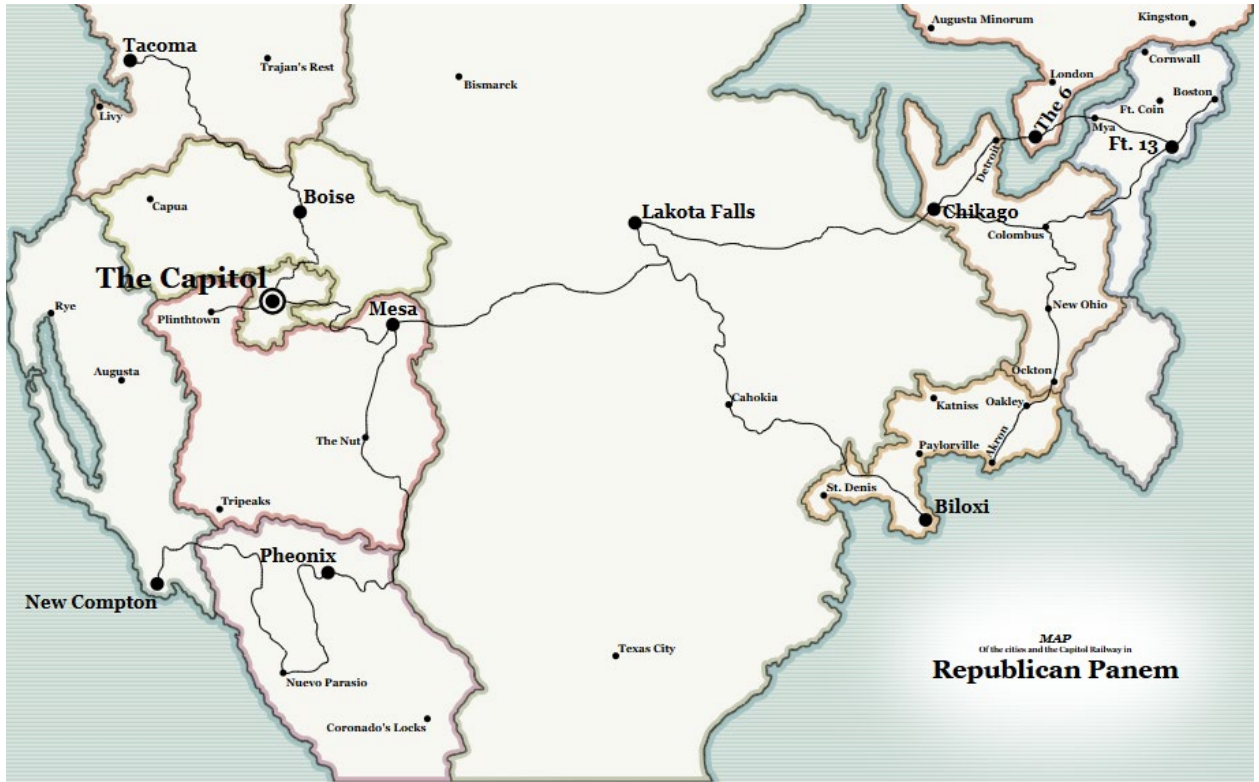 Augusta Minorum
Kingston
Tacoma
Trajan's Rest
Bismarck
London
Cornwall
Livy
The 6
Ft. Coin
Boston
Mya
Ft. 13
Detroit
Capua
Boise
Lakota Falls
Chikago
Colombus
The Capitol
Rye
Plinthtown
Mesa
New Ohio
Augusta
Ockton
Cahokia
Katniss
Oakley
The Nut
Akron
Paylorville
Tripeaks
St. Denis
Biloxi
Pheonix
New Compton
Texas City
Nuevo Parasio
Coronado's Locks
MAP
Of the cities and the Capitol Railway in
Republican Panem